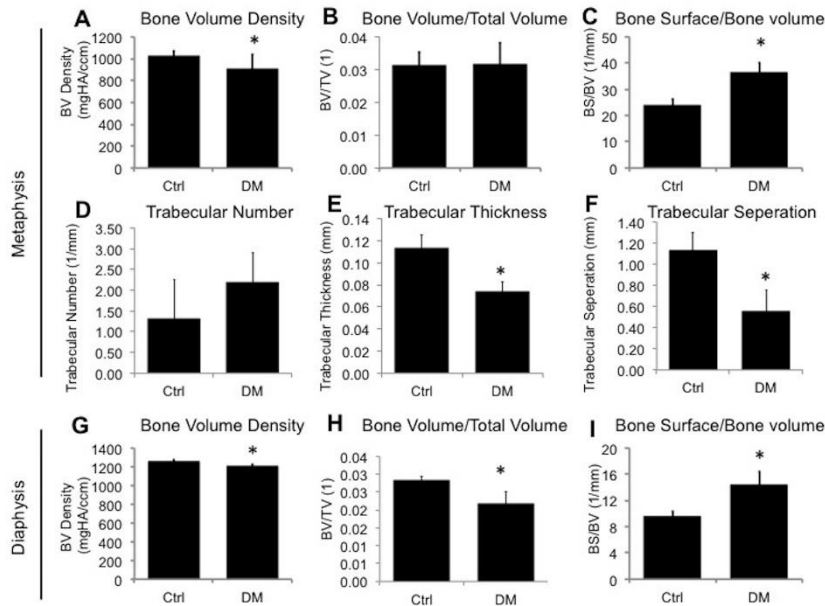 Metaphysis
A
Bone Volume Density
BV Density
(mgHA/ccm)
1200
1000
800
600
400
200
0
*
Ctrl
DM
B
Bone Volume/Total Volume
BV/TV (1)
0.04
0.03
0.02
0.01
0.00
Ctrl
DM
C
Bone Surface/Bone volume
BS/BV (1/mm)
50
40
30
20
10
0
*
Ctrl
DM
D
Trabecular Number
Trabecular Number (1/mm)
3.50
3.00
2.50
2.00
1.50
1.00
0.50
0.00
Ctrl
DM
E
Trabecular Thickness
Trabecular Thickness (mm)
0.14
0.12
0.10
0.08
0.06
0.04
0.02
0.00
*
Ctrl
DM
F
Trabecular Seperation
Trabecular Seperation (mm)
1.40
1.20
1.00
0.80
0.60
0.40
0.20
0.00
*
Ctrl
DM
Diaphysis
G
Bone Volume Density
BV Density
(mgHA/ccm)
1400
1200
1000
800
600
400
200
0
*
Ctrl
DM
H
Bone Volume/Total Volume
BV/TV (1)
0.03
0.03
0.02
0.02
0.00
*
Ctrl
DM
I
Bone Surface/Bone volume
BS/BV (1/mm)
20
16
12
8
4
0
*
Ctrl
DM